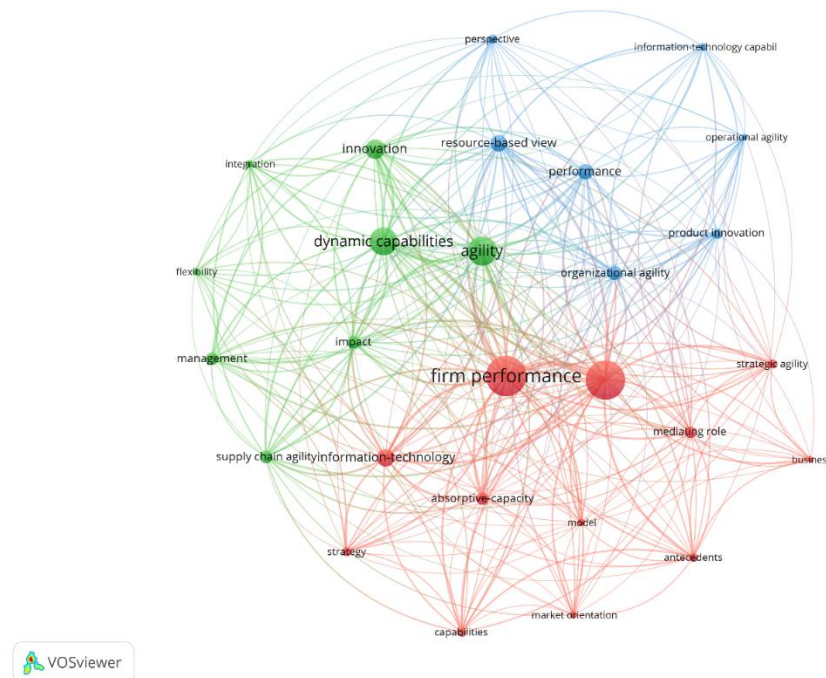 perspective
information-technology capabil
operational agility
innovation
resource-based view
integration
performance
product innovation
dynamic capabilities
agility
flexibility
organizational agility
impact
management
strategic agility
firm performance
mediating role
supply chain agility
information-technology
busines
absorptive-capacity
model
strategy
antecedents
market orientation
capabilities
VOSviewer